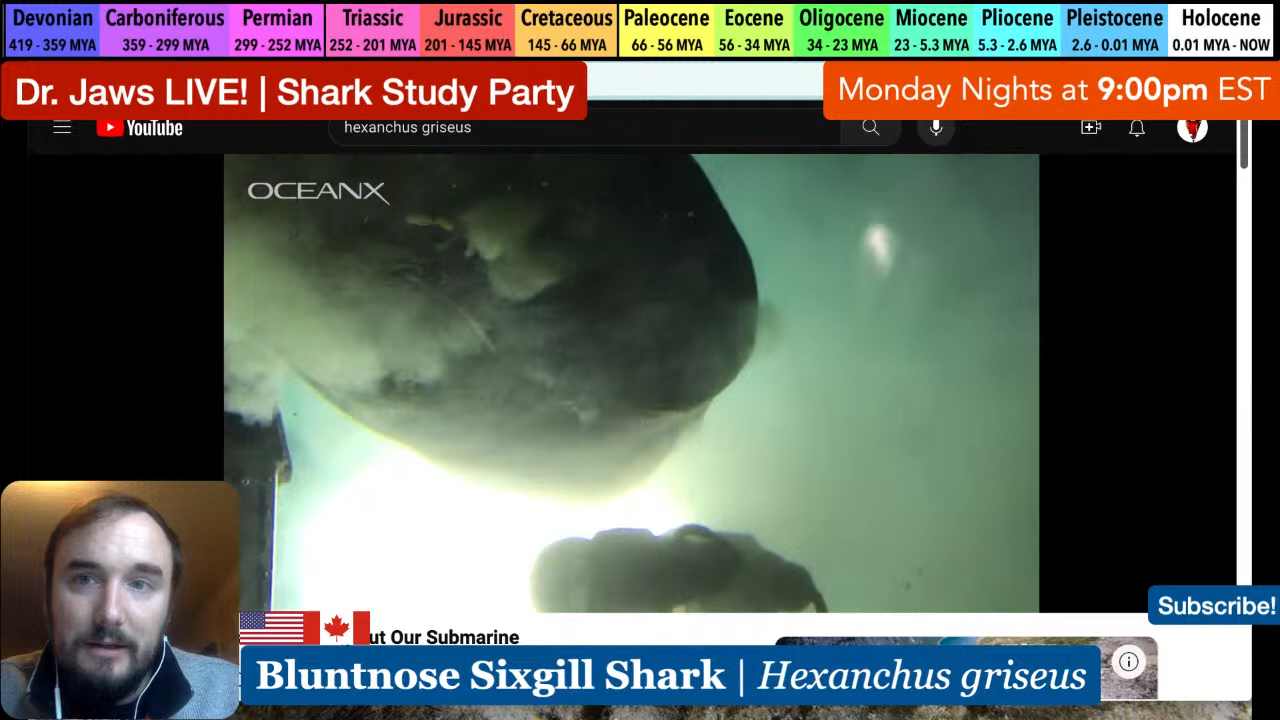 Devonian Carboniferous Permian Triassic Jurassic Cretaceous Paleocene Eocene Oligocene Miocene Pliocene Pleistocene Holocene
419 - 359 MYA 359 - 299 MYA 299 - 252 MYA 252 - 201 MYA 201 - 145 MYA 145 - 66 MYA 66 - 56 MYA 56 - 34 MYA 34 - 23 MYA 23 - 5.3 MYA 5.3 - 2.6 MYA 2.6 - 0.01 MYA 0.01 MYA - NOW
Dr. Jaws LIVE! | Shark Study Party
Monday Nights at 9:00pm EST
YouTube
hexanchus griseus
OCEANX
Subscribe!
ut Our Submarine
Bluntnose Sixgill Shark | Hexanchus griseus